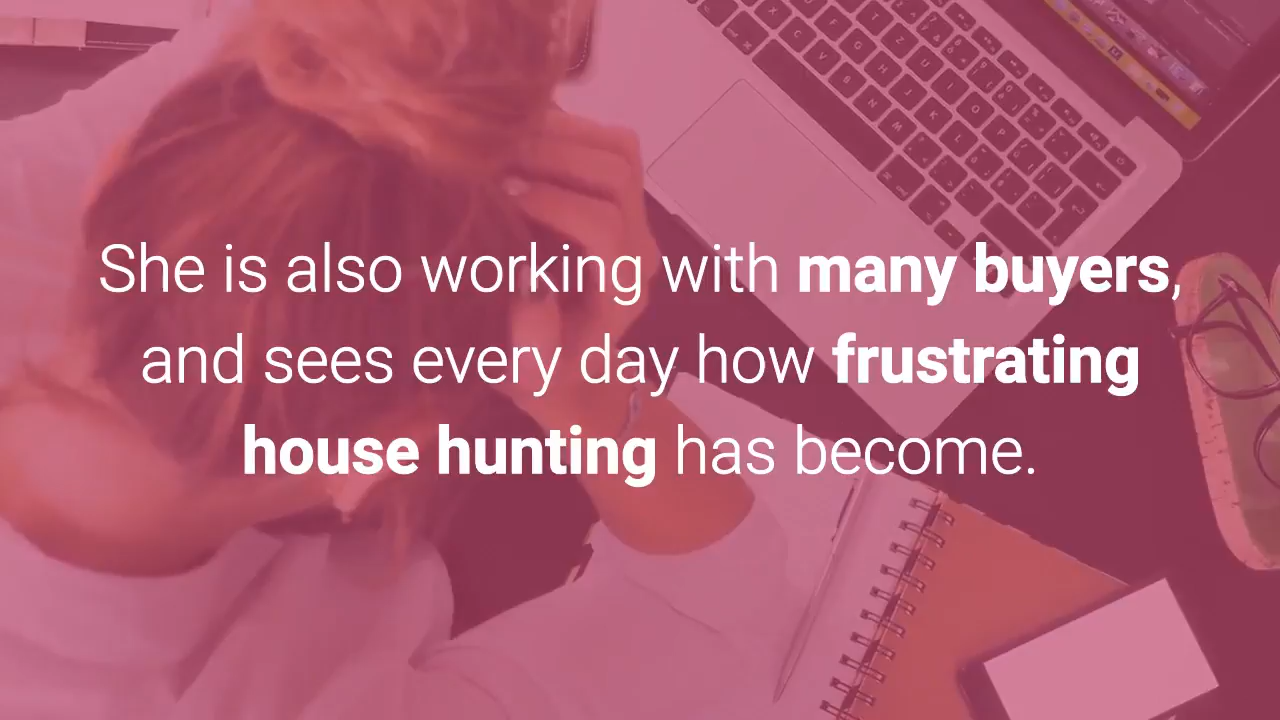 She is also working with many buyers,
and sees every day how frustrating
house hunting has become.